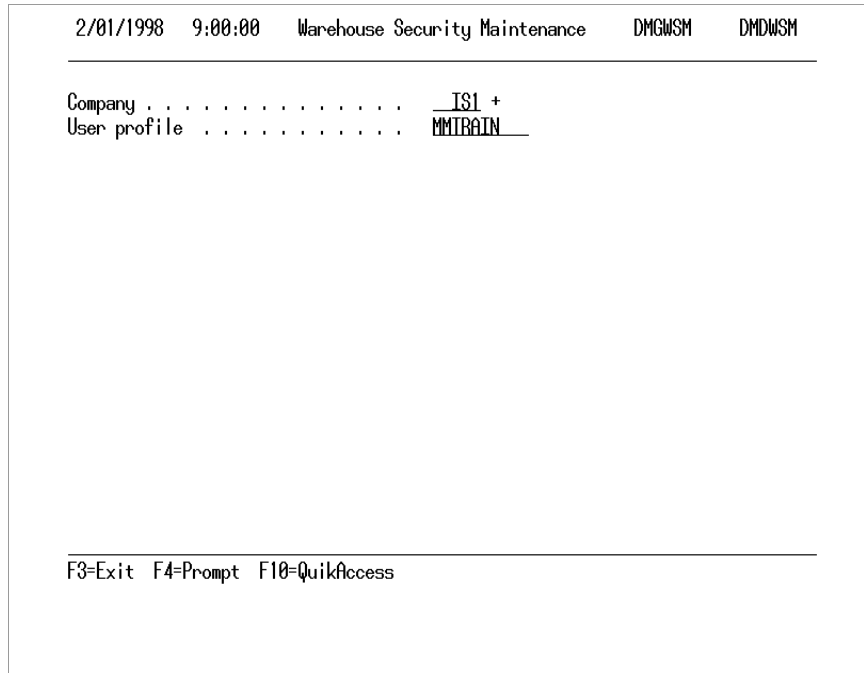 2/01/1998 9:00:00 Warehouse Security Maintenance DMGWSM DMDWSM
Company . . . . . . . . . . . . . . IS1 +
User profile . . . . . . . . . . . MMTRAIN
F3=Exit F4=Prompt F10=QuikAccess